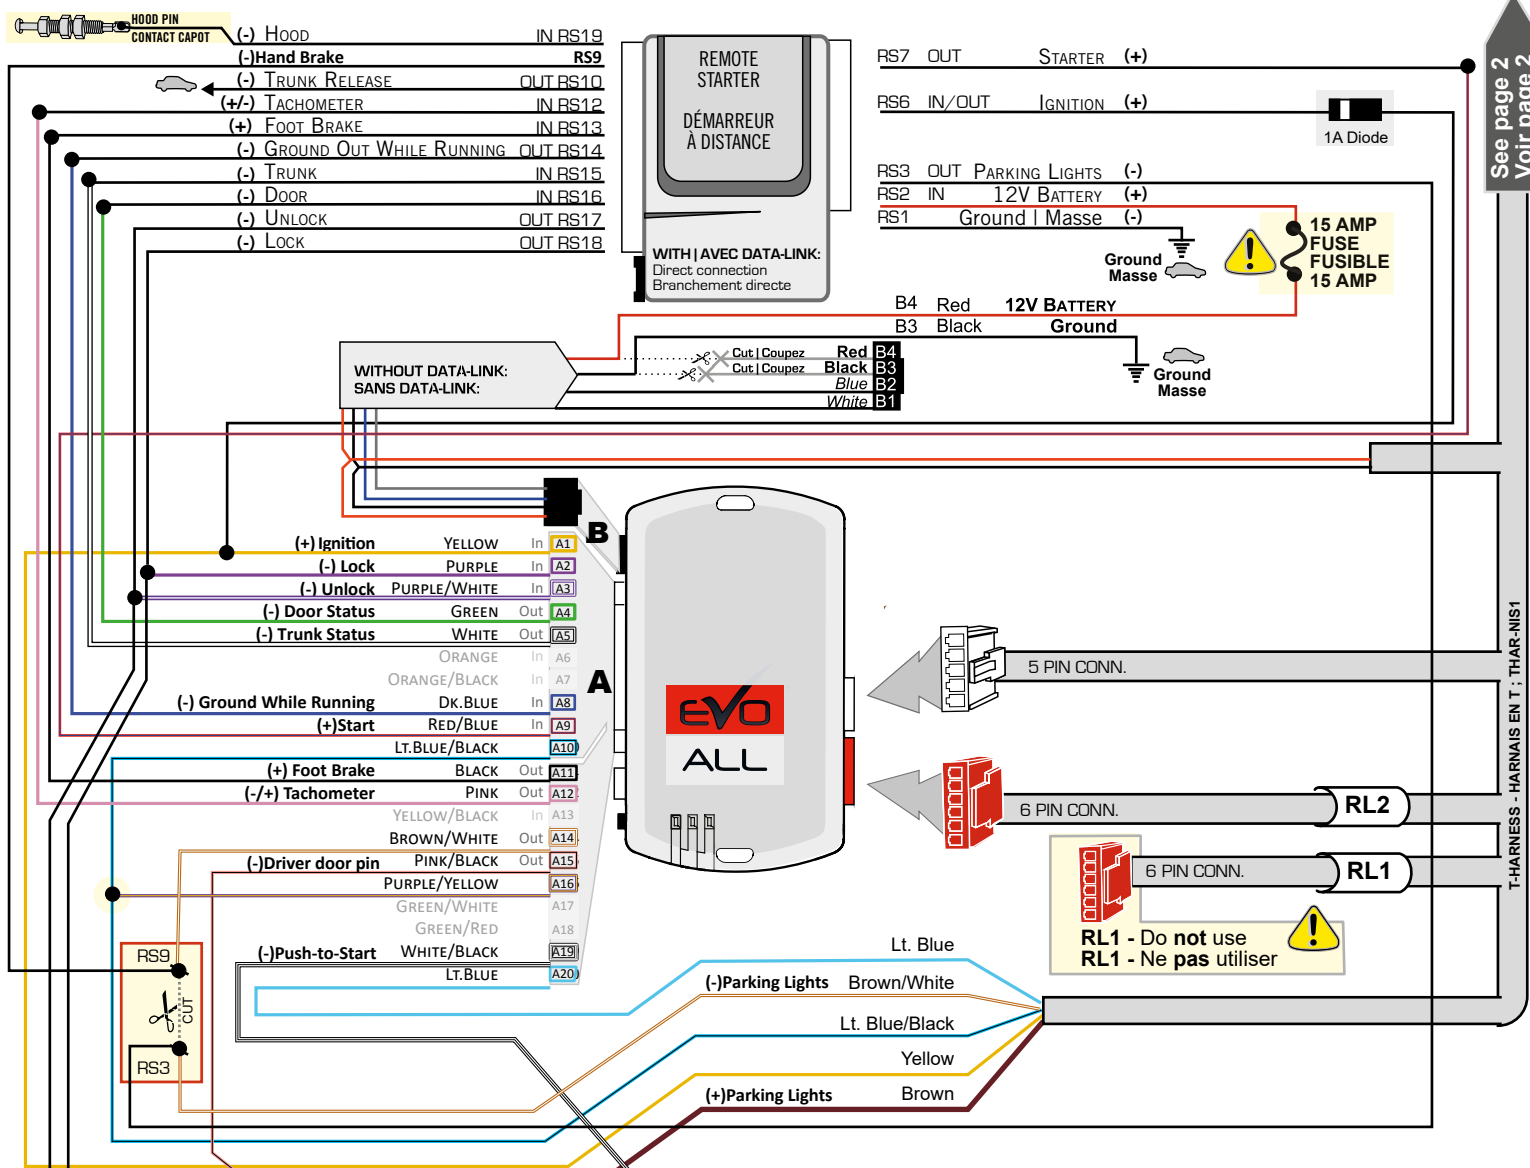 HOOD PIN
CONTACT CAPOT
(-) HOOD IN RS19
(-)Hand Brake RS9
(-) TRUNK RELEASE OUT RS10
(+/-) TACHOMETER IN RS12
(+) FOOT BRAKE IN RS13
(-) GROUND OUT WHILE RUNNING OUT RS14
(-) TRUNK IN RS15
(-) DOOR IN RS16
(-) UNLOCK OUT RS17
(-) LOCK OUT RS18
REMOTE
STARTER
DÉMARREUR
À DISTANCE
WITH | AVEC DATA-LINK:
Direct connection
Branchement directe
RS7 OUT STARTER (+)
RS6 IN/OUT IGNITION (+)
1A Diode
RS3 OUT PARKING LIGHTS (-)
RS2 IN 12V BATTERY (+)
RS1 Ground | Masse (-)
Ground
Masse
15 AMP
FUSE
FUSIBLE
15 AMP
See page 2
Voir page 2
B4 Red 12V BATTERY
B3 Black Ground
Ground
Masse
WITHOUT DATA-LINK:
SANS DATA-LINK:
Cut | Coupez Red B4
Cut | Coupez Black B3
Blue B2
White B1
B
(+) Ignition YELLOW In A1
(-) Lock PURPLE In A2
(-) Unlock PURPLE/WHITE In A3
(-) Door Status GREEN Out A4
(-) Trunk Status WHITE Out A5
ORANGE In A6
ORANGE/BLACK In A7
A
(-) Ground While Running DK.BLUE In A8
(+)Start RED/BLUE In A9
LT.BLUE/BLACK A10
(+) Foot Brake BLACK Out A11
(-/+) Tachometer PINK Out A12
YELLOW/BLACK In A13
BROWN/WHITE Out A14
(-)Driver door pin PINK/BLACK Out A15
PURPLE/YELLOW A16
GREEN/WHITE A17
GREEN/RED A18
(-)Push-to-Start WHITE/BLACK A19
LT.BLUE A20
EVO
ALL
5 PIN CONN.
6 PIN CONN. RL2
6 PIN CONN. RL1
RL1 - Do not use
RL1 - Ne pas utiliser
T-HARNESS - HARNAIS EN T ; THAR-NIS1
RS9
CUT
RS3
Lt. Blue
(-)Parking Lights Brown/White
Lt. Blue/Black
Yellow
(+)Parking Lights Brown